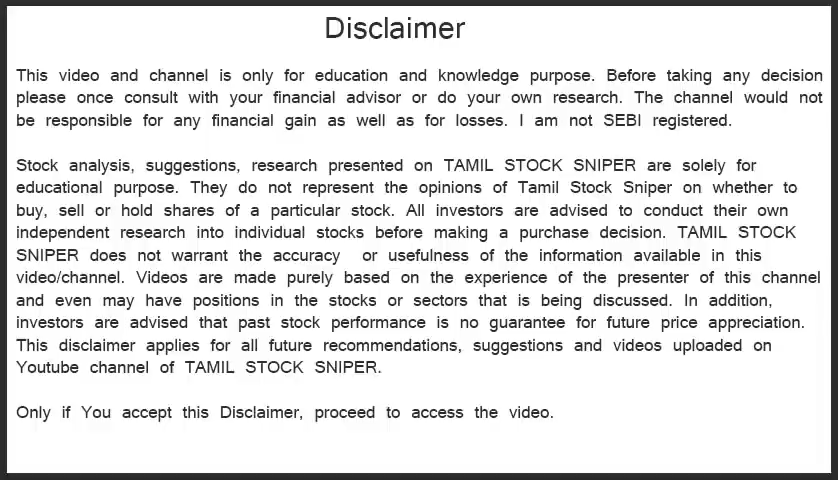 Disclaimer
This video and channel is only for education and knowledge purpose. Before taking any decision
please once consult with your financial advisor or do your own research. The channel would not
be responsible for any financial gain as well as for losses. I am not SEBI registered.
Stock analysis, suggestions, research presented on TAMIL STOCK SNIPER are solely for
educational purpose. They do not represent the opinions of Tamil Stock Sniper on whether to
buy, sell or hold shares of a particular stock. All investors are advised to conduct their own
independent research into individual stocks before making a purchase decision. TAMIL STOCK
SNIPER does not warrant the accuracy or usefulness of the information available in this
video/channel. Videos are made purely based on the experience of the presenter of this channel
and even may have positions in the stocks or sectors that is being discussed. In addition,
investors are advised that past stock performance is no guarantee for future price appreciation.
This disclaimer applies for all future recommendations, suggestions and videos uploaded on
Youtube channel of TAMIL STOCK SNIPER.
Only if You accept this Disclaimer, proceed to access the video.